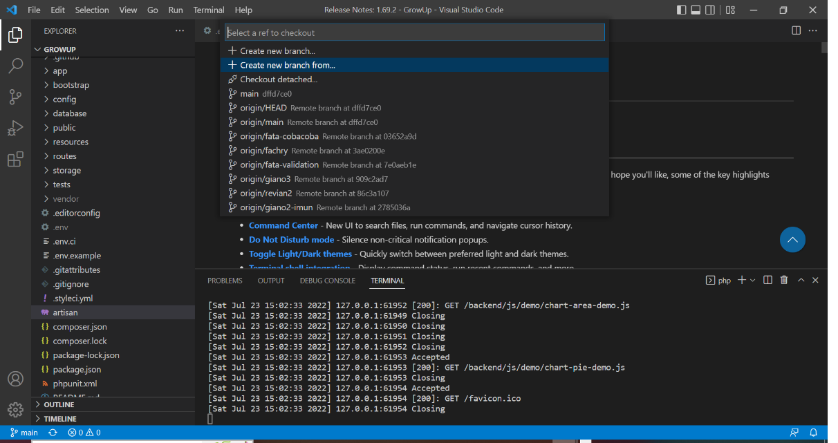 File Edit Selection View Go Run Terminal Help Release Notes: 1.69.2 - GrowUp - Visual Studio Code
EXPLORER
GROWUP
.github
app
bootstrap
config
database
public
resources
routes
storage
tests
vendor
.editorconfig
.env
.env.ci
.env.example
.gitattributes
.gitignore
.styleci.yml
artisan
composer.json
composer.lock
package-lock.json
package.json
phpunit.xml
README.md
OUTLINE
TIMELINE
Select a ref to checkout
Create new branch...
Create new branch from...
Checkout detached...
main dffd7ce0
origin/HEAD Remote branch at dffd7ce0
origin/main Remote branch at dffd7ce0
origin/fata-cobacoba Remote branch at 03652a9d
origin/fachry Remote branch at 3ae0200e
origin/fata-validation Remote branch at 7e0aeb1e
origin/giano3 Remote branch at 909c2ad7
origin/revian2 Remote branch at 86c3a107
origin/giano2-imun Remote branch at 2785036a
hope you'll like, some of the key highlights
• Command Center - New UI to search files, run commands, and navigate cursor history.
• Do Not Disturb mode - Silence non-critical notification popups.
• Toggle Light/Dark themes - Quickly switch between preferred light and dark themes.
• Terminal shell integration - Display command status, run recent commands, and more
PROBLEMS OUTPUT DEBUG CONSOLE TERMINAL php
[Sat Jul 23 15:02:33 2022] 127.0.0.1:61952 [200]: GET /backend/js/demo/chart-area-demo.js
[Sat Jul 23 15:02:33 2022] 127.0.0.1:61949 Closing
[Sat Jul 23 15:02:33 2022] 127.0.0.1:61950 Closing
[Sat Jul 23 15:02:33 2022] 127.0.0.1:61951 Closing
[Sat Jul 23 15:02:33 2022] 127.0.0.1:61952 Closing
[Sat Jul 23 15:02:33 2022] 127.0.0.1:61953 Accepted
[Sat Jul 23 15:02:33 2022] 127.0.0.1:61953 [200]: GET /backend/js/demo/chart-pie-demo.js
[Sat Jul 23 15:02:33 2022] 127.0.0.1:61953 Closing
[Sat Jul 23 15:02:33 2022] 127.0.0.1:61954 Accepted
[Sat Jul 23 15:02:33 2022] 127.0.0.1:61954 [200]: GET /favicon.ico
[Sat Jul 23 15:02:33 2022] 127.0.0.1:61954 Closing
main 0 0